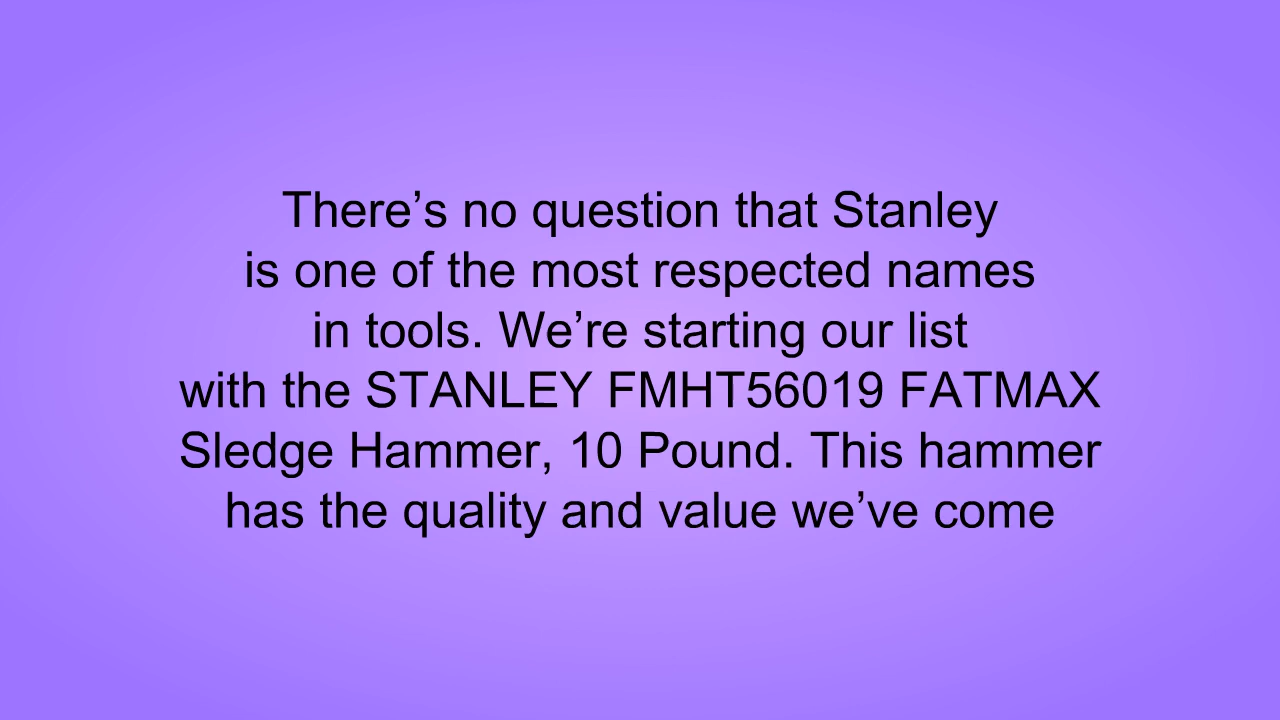 There’s no question that Stanley
is one of the most respected names
in tools. We’re starting our list
with the STANLEY FMHT56019 FATMAX
Sledge Hammer, 10 Pound. This hammer
has the quality and value we’ve come